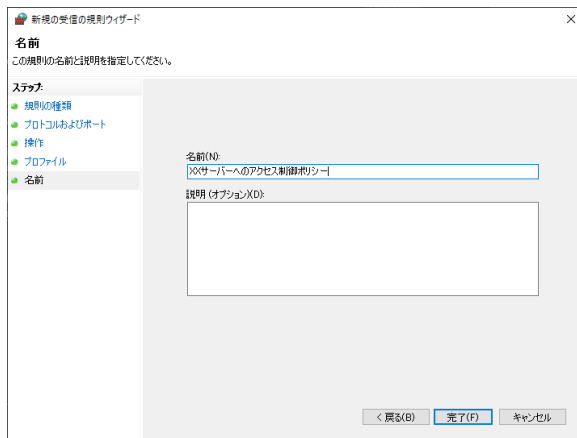 新規の受信の規則ウィザード
名前
この規則の名前と説明を指定してください。
ステップ:
規則の種類
プロトコルおよびポート
操作
プロファイル
名前
名前(N):
XXサーバーへのアクセス制御ポリシー
説明 (オプション)(D):
< 戻る(B)
完了(F)
キャンセル